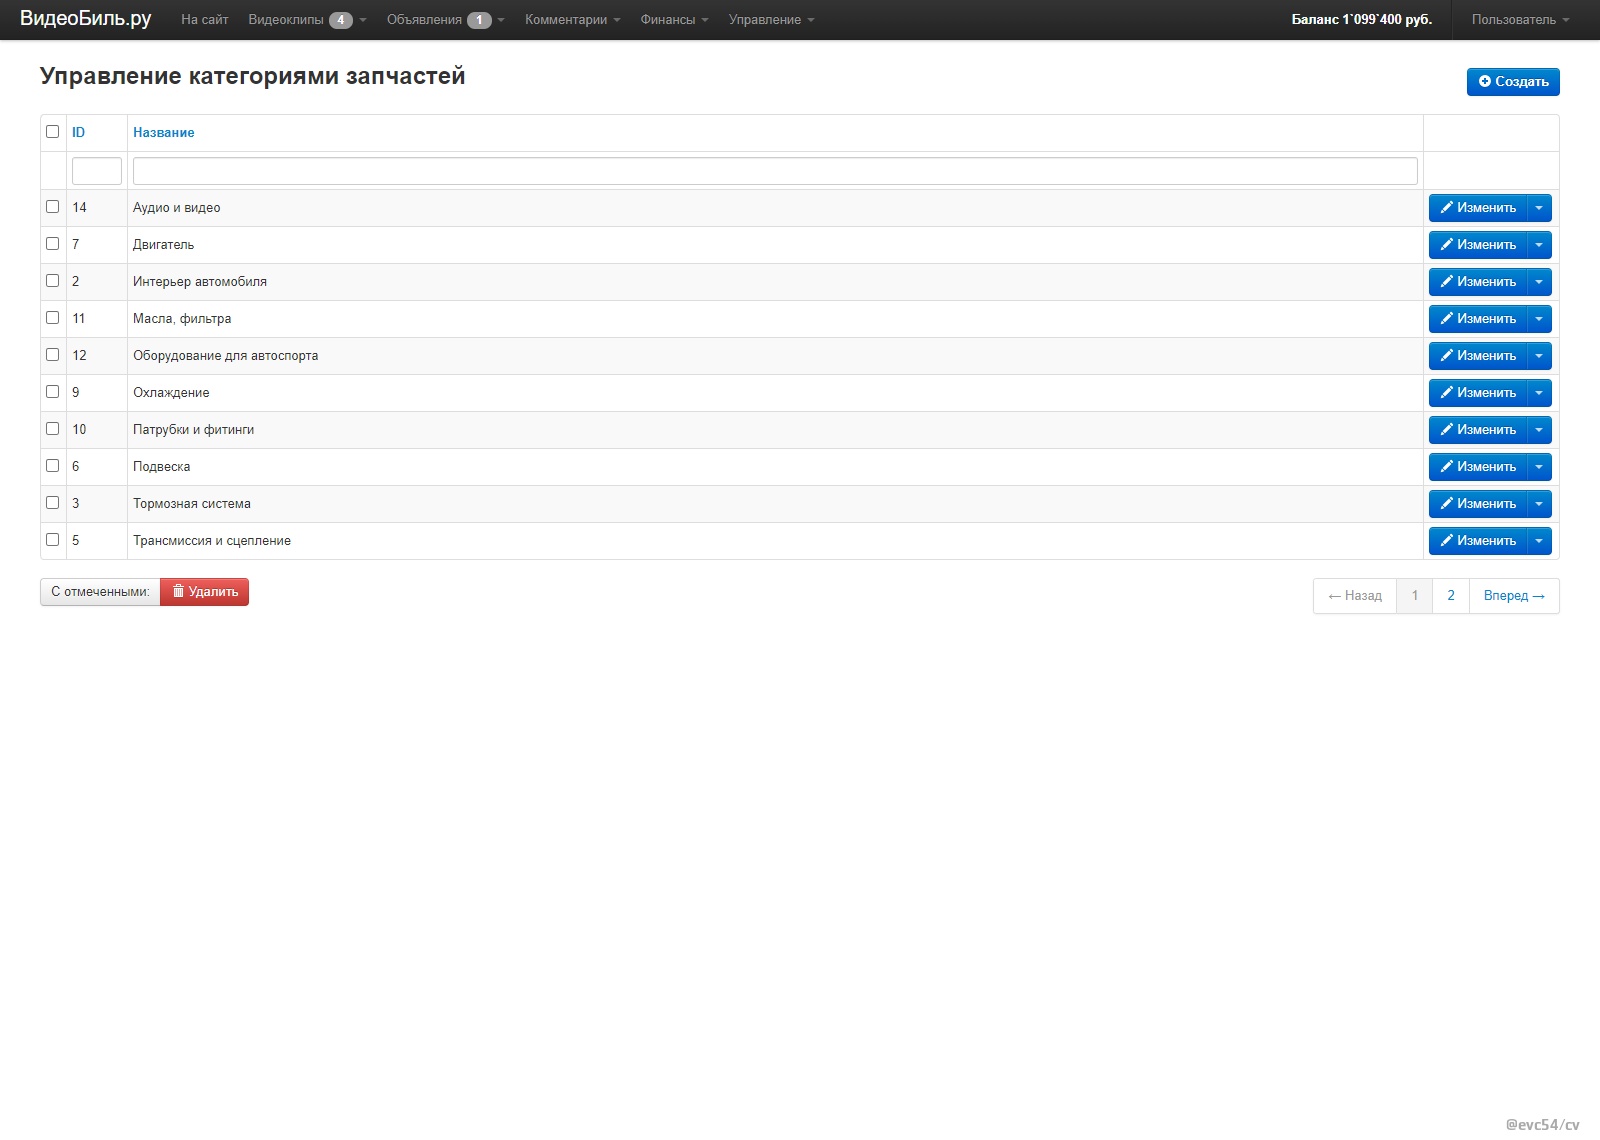 ВидеоБиль.ру На сайт Видеоклипы 4 Объявления 1 Комментарии Финансы Управление Баланс 1`099`400 руб. Пользователь
Управление категориями запчастей
Создать
ID Название
14 Аудио и видео Изменить
7 Двигатель Изменить
2 Интерьер автомобиля Изменить
11 Масла, фильтра Изменить
12 Оборудование для автоспорта Изменить
9 Охлаждение Изменить
10 Патрубки и фитинги Изменить
6 Подвеска Изменить
3 Тормозная система Изменить
5 Трансмиссия и сцепление Изменить
С отмеченными: Удалить
← Назад 1 2 Вперед →
@evc54/cv